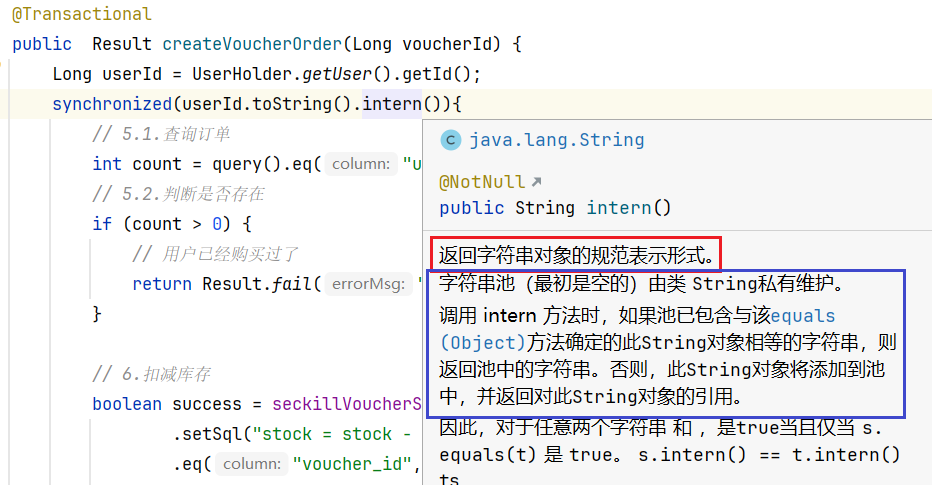 @Transactional
public Result createVoucherOrder(Long voucherId) {
Long userId = UserHolder.getUser().getId();
synchronized(userId.toString().intern()){
// 5.1.查询订单
int count = query().eq( column: "u
// 5.2.判断是否存在
if (count > 0) {
// 用户已经购买过了
return Result.fail( errorMsg: "
}
// 6.扣减库存
boolean success = seckillVoucherS
.setSql("stock = stock -
.eq( column: "voucher_id",
C java.lang.String
@NotNull
public String intern()
返回字符串对象的规范表示形式。
字符串池（最初是空的）由类 String私有维护。
调用 intern 方法时，如果池已包含与该equals
(Object)方法确定的此String对象相等的字符串，则
返回池中的字符串。否则，此String对象将添加到池
中，并返回对此String对象的引用。
因此，对于任意两个字符串 和 ，是true当且仅当 s.
equals(t) 是 true。 s.intern() == t.intern()
ts